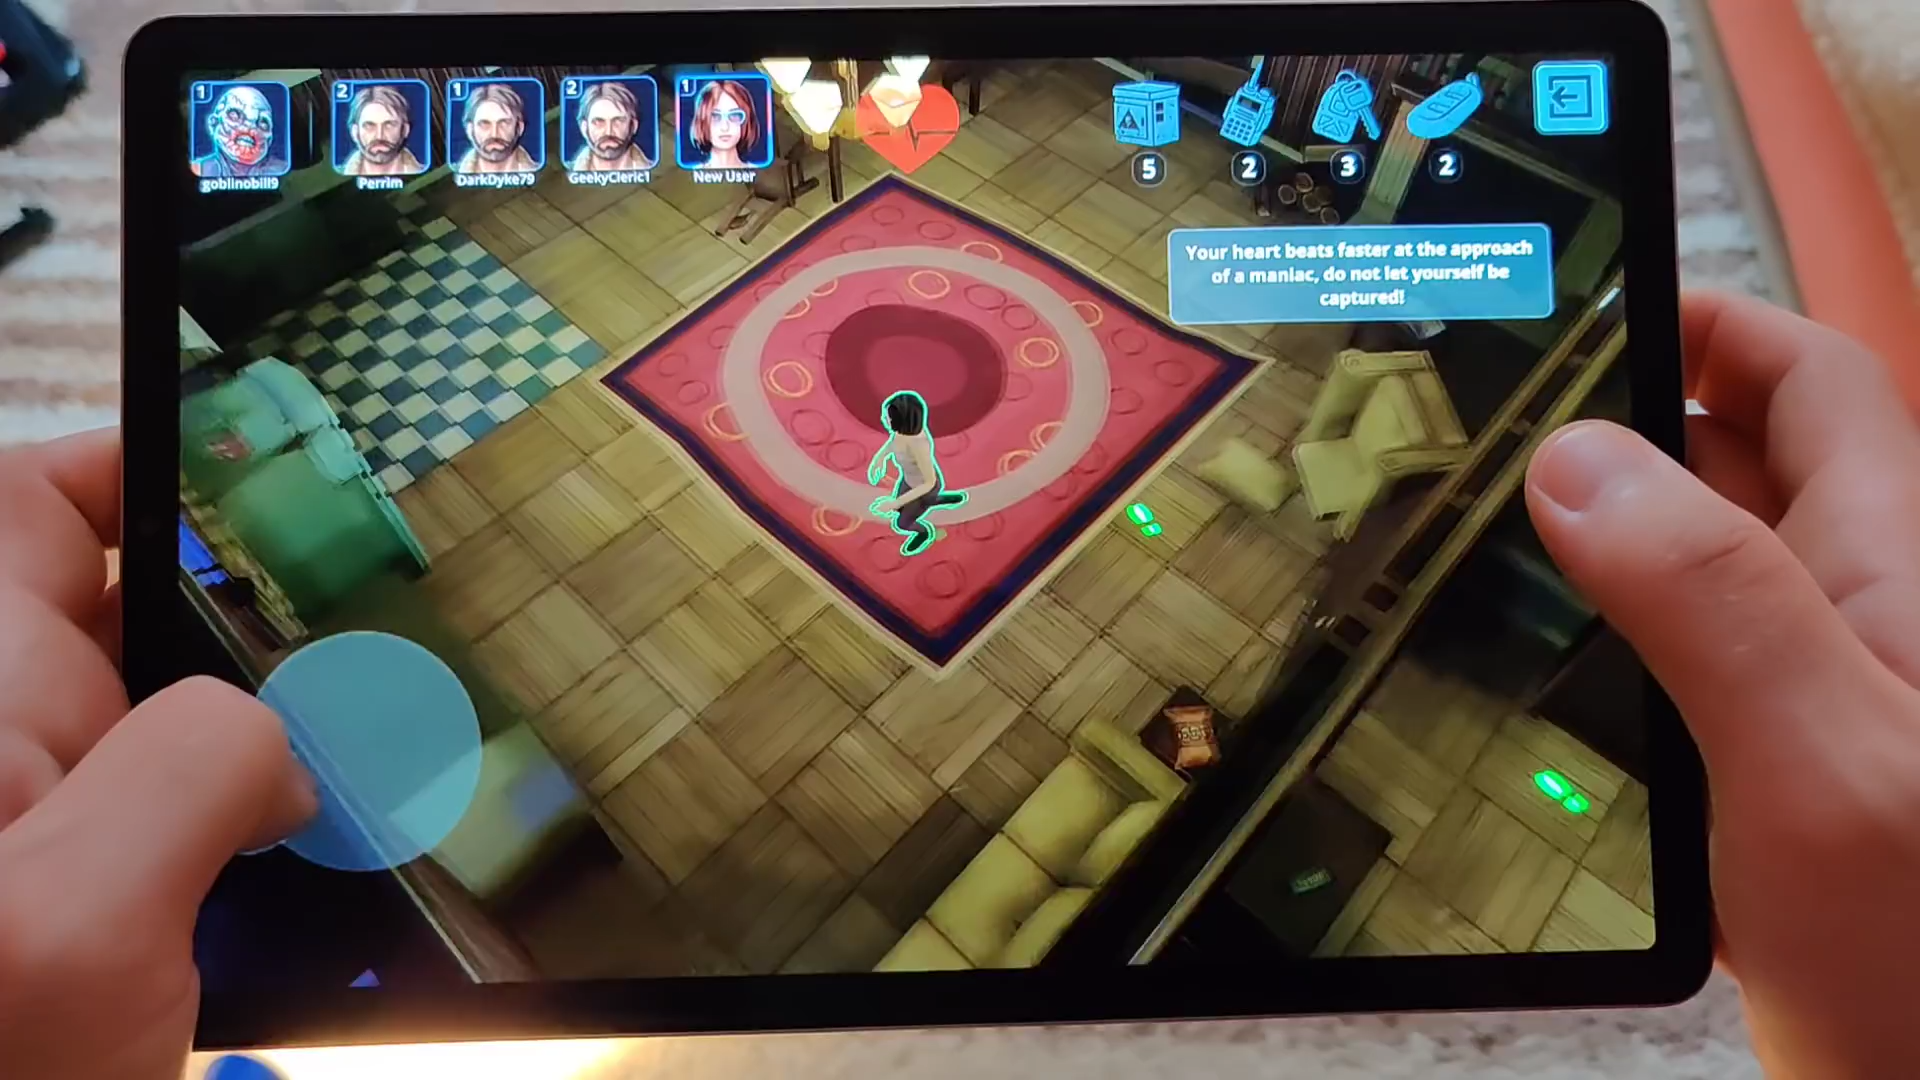 1
2
1
2
1
goblinobill9
Perrim
DarkDyke79
GeekyCleric1
New User
5
2
3
2
Your heart beats faster at the approach
of a maniac, do not let yourself be
captured!